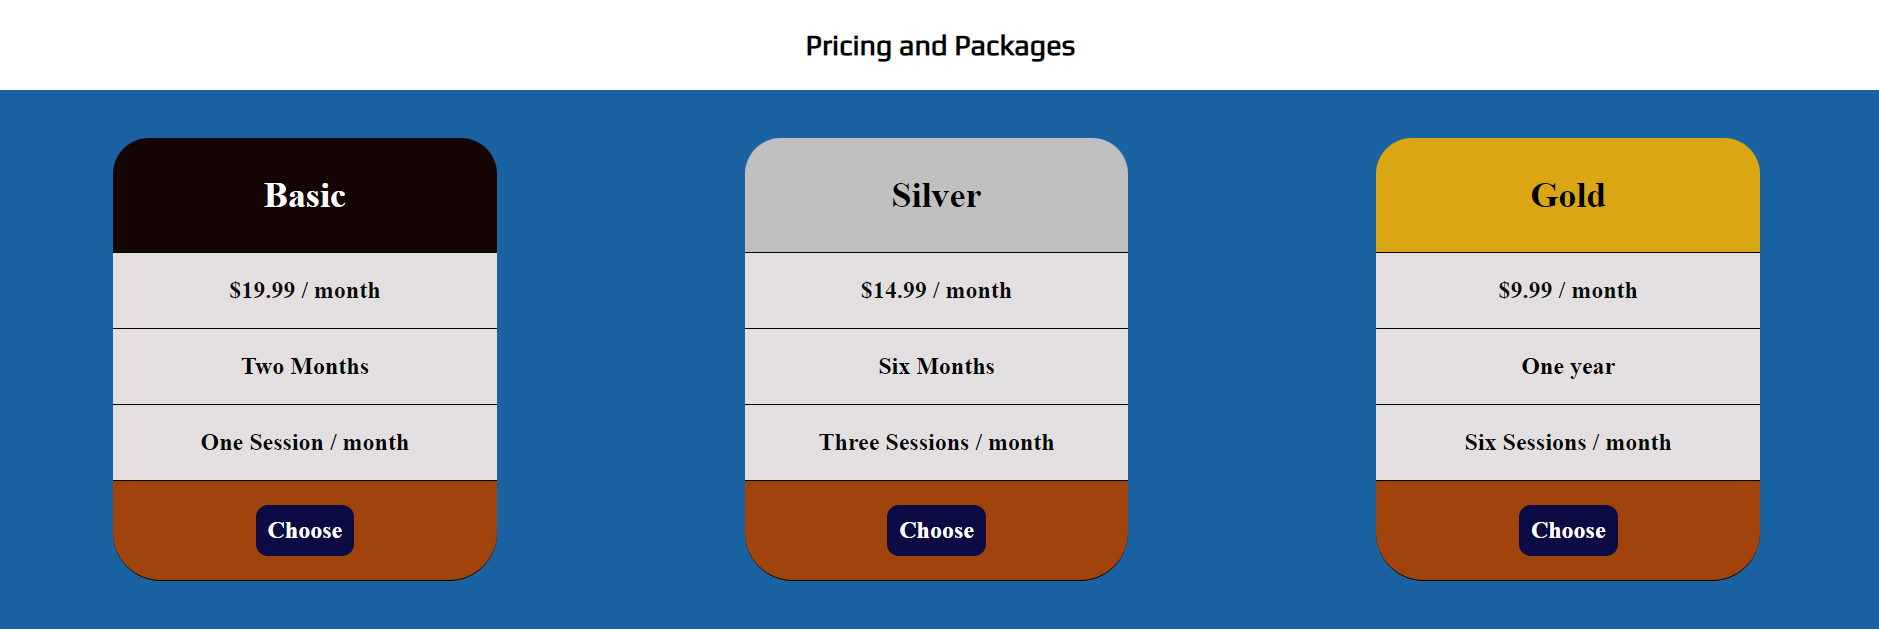 Pricing and Packages
Basic
$19.99 / month
Two Months
One Session / month
Choose
Silver
$14.99 / month
Six Months
Three Sessions / month
Choose
Gold
$9.99 / month
One year
Six Sessions / month
Choose